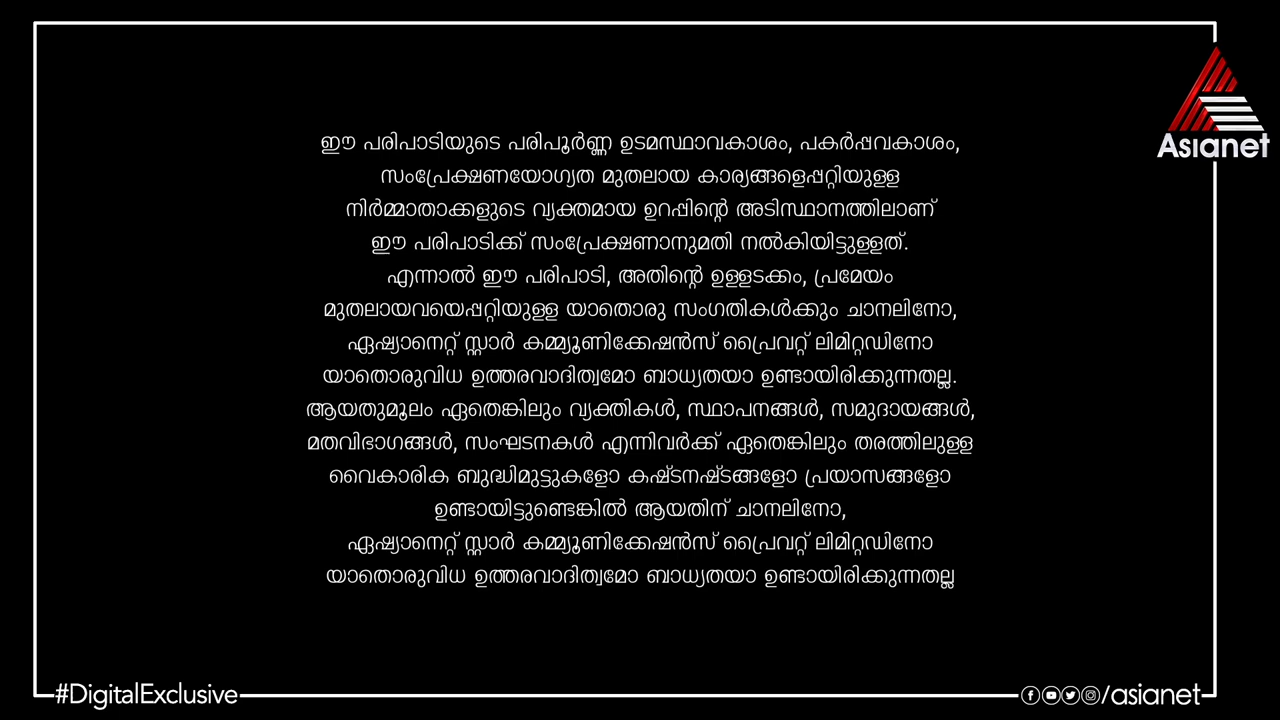 Asianet
ഈ പരിപാടിയുടെ പരിപൂർണ്ണ ഉടമസ്ഥാവകാശം, പകർപ്പവകാശം,
സംപ്രേക്ഷണയോഗ്യത മുതലായ കാര്യങ്ങളെപ്പറ്റിയുള്ള
നിർമ്മാതാക്കളുടെ വ്യക്തമായ ഉറപ്പിന്റെ അടിസ്ഥാനത്തിലാണ്
ഈ പരിപാടിക്ക് സംപ്രേക്ഷണാനുമതി നൽകിയിട്ടുള്ളത്.
എന്നാൽ ഈ പരിപാടി, അതിന്റെ ഉള്ളടക്കം, പ്രമേയം
മുതലായവയെപ്പറ്റിയുള്ള യാതൊരു സംഗതികൾക്കും ചാനലിനോ,
ഏഷ്യാനെറ്റ് സ്റ്റാർ കമ്മ്യൂണിക്കേഷൻസ് പ്രൈവറ്റ് ലിമിറ്റഡിനോ
യാതൊരുവിധ ഉത്തരവാദിത്വമോ ബാധ്യതയാ ഉണ്ടായിരിക്കുന്നതല്ല.
ആയതുമൂലം ഏതെങ്കിലും വ്യക്തികൾ, സ്ഥാപനങ്ങൾ, സമുദായങ്ങൾ,
മതവിഭാഗങ്ങൾ, സംഘടനകൾ എന്നിവർക്ക് ഏതെങ്കിലും തരത്തിലുള്ള
വൈകാരിക ബുദ്ധിമുട്ടുകളോ കഷ്ടനഷ്ടങ്ങളോ പ്രയാസങ്ങളോ
ഉണ്ടായിട്ടുണ്ടെങ്കിൽ ആയതിന് ചാനലിനോ,
ഏഷ്യാനെറ്റ് സ്റ്റാർ കമ്മ്യൂണിക്കേഷൻസ് പ്രൈവറ്റ് ലിമിറ്റഡിനോ
യാതൊരുവിധ ഉത്തരവാദിത്വമോ ബാധ്യതയാ ഉണ്ടായിരിക്കുന്നതല്ല
#DigitalExclusive
/asianet